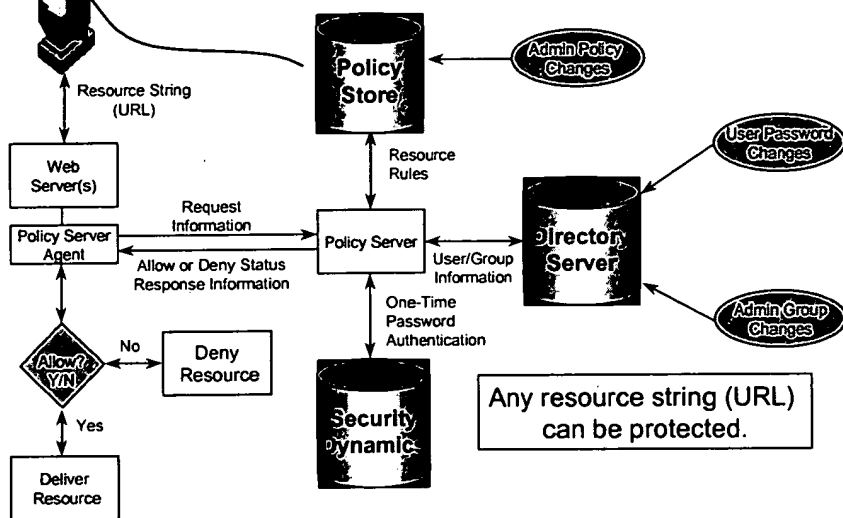 Policy
Store
Admin Policy
Changes
Resource String
(URL)
User Password
Changes
Web
Server(s)
Resource
Rules
Request
Information
Policy Server
Agent
Policy Server
Directory
Server
Allow or Deny Status
Response Information
User/Group
Information
One-Time
Password
Authentication
Admin Group
Changes
Allow?
Y/N
No
Deny
Resource
Security
Dynamic
Any resource string (URL)
can be protected.
Yes
Deliver
Resource